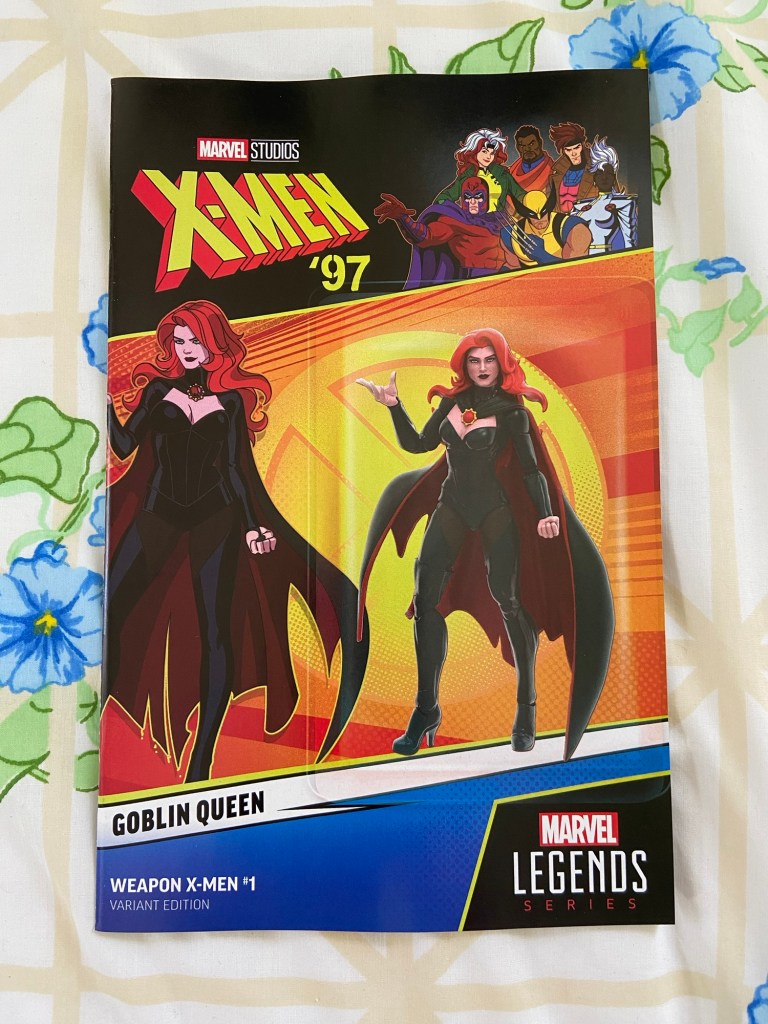 MARVEL STUDIOS
X-MEN
'97
GOBLIN QUEEN
WEAPON X-MEN #1
VARIANT EDITION
MARVEL
LEGENDS
SERIES